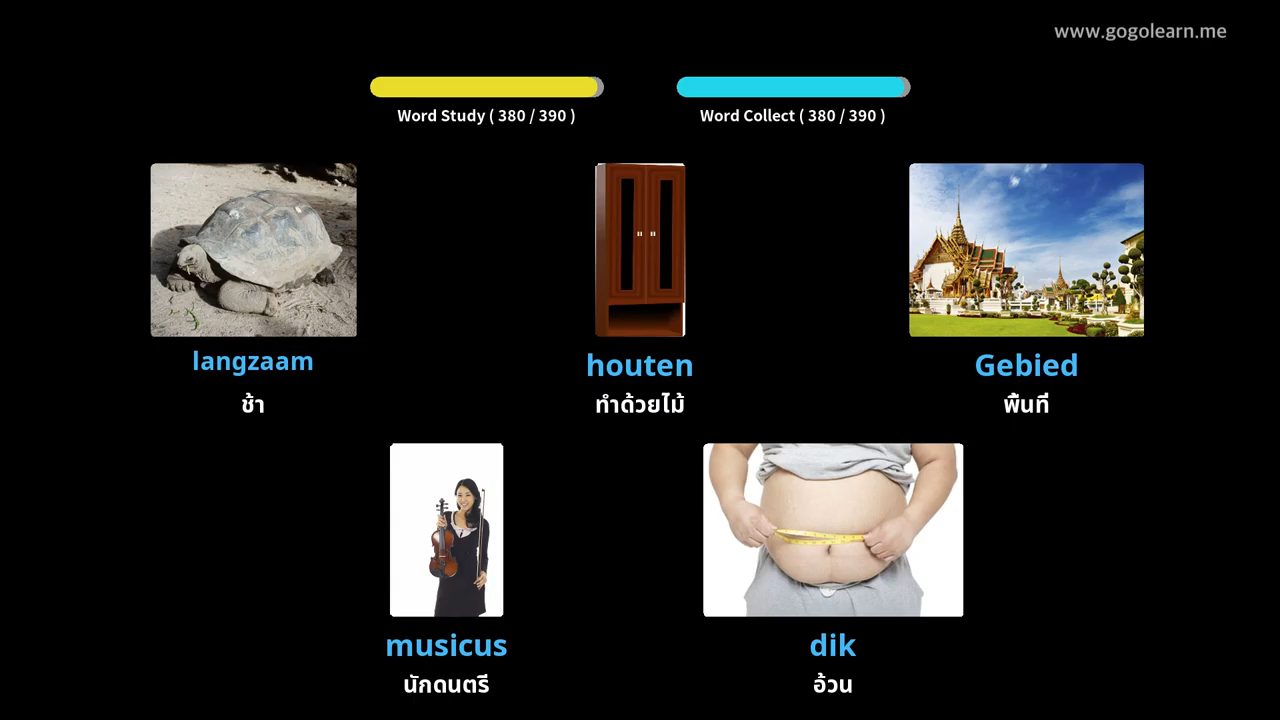 www.gogolearn.me
Word Study ( 380 / 390 )
Word Collect ( 380 / 390 )
langzaam
ช้า
houten
ทำด้วยไม้
Gebied
พื้นที่
musicus
นักดนตรี
dik
อ้วน